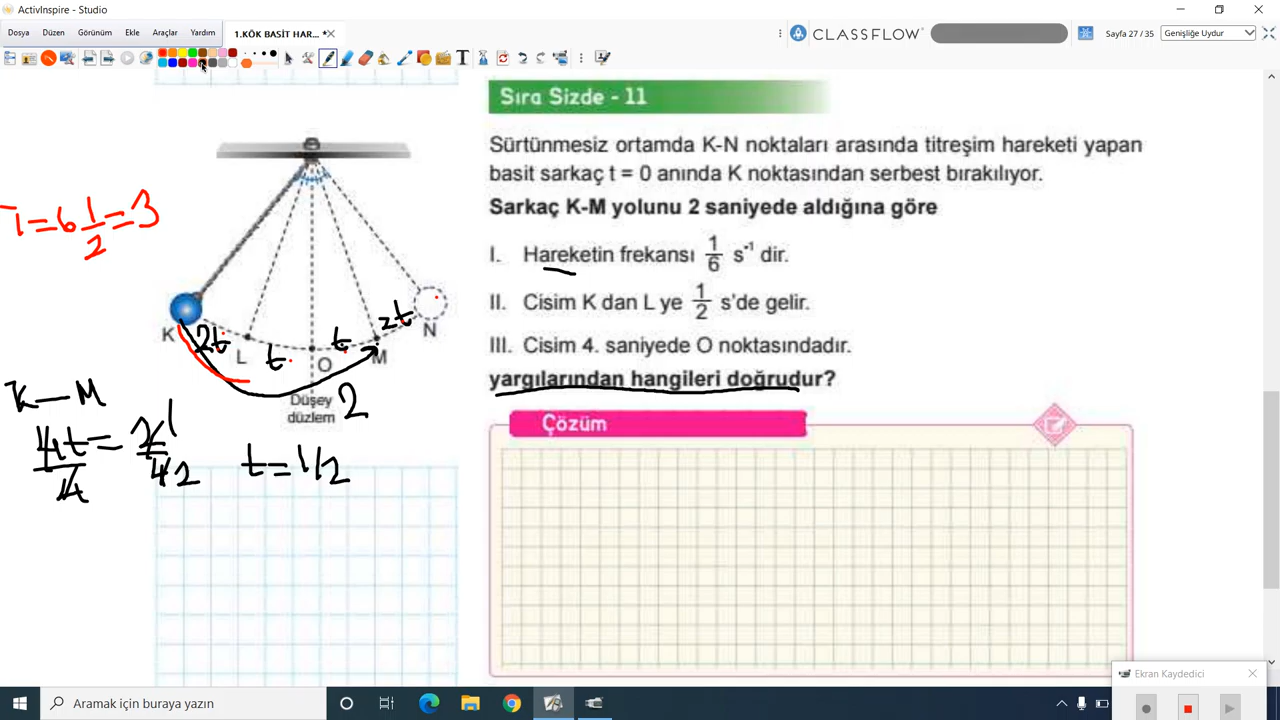 ActivInspire - Studio
Dosya Düzen Görünüm Ekle Araçlar Yardım
1.KÖK BASİT HAR... *
CLASSFLOW
Sayfa 27 / 35
Genişliğe Uydur
Sıra Sizde - 11
Sürtünmesiz ortamda K-N noktaları arasında titreşim hareketi yapan
basit sarkaç t = 0 anında K noktasından serbest bırakılıyor.
Sarkaç K-M yolunu 2 saniyede aldığına göre
I. Hareketin frekansı 1/6 s⁻¹ dir.
II. Cisim K dan L ye 1/2 s'de gelir.
III. Cisim 4. saniyede O noktasındadır.
yargılarından hangileri doğrudur?
Çözüm
T=6 1/2=3
K
2t
L
t
O
t
M
2t
N
Düşey
düzlem
2
K—M
4t/4=2/4 1/2
t=1/2
Ekran Kaydedici
Aramak için buraya yazın